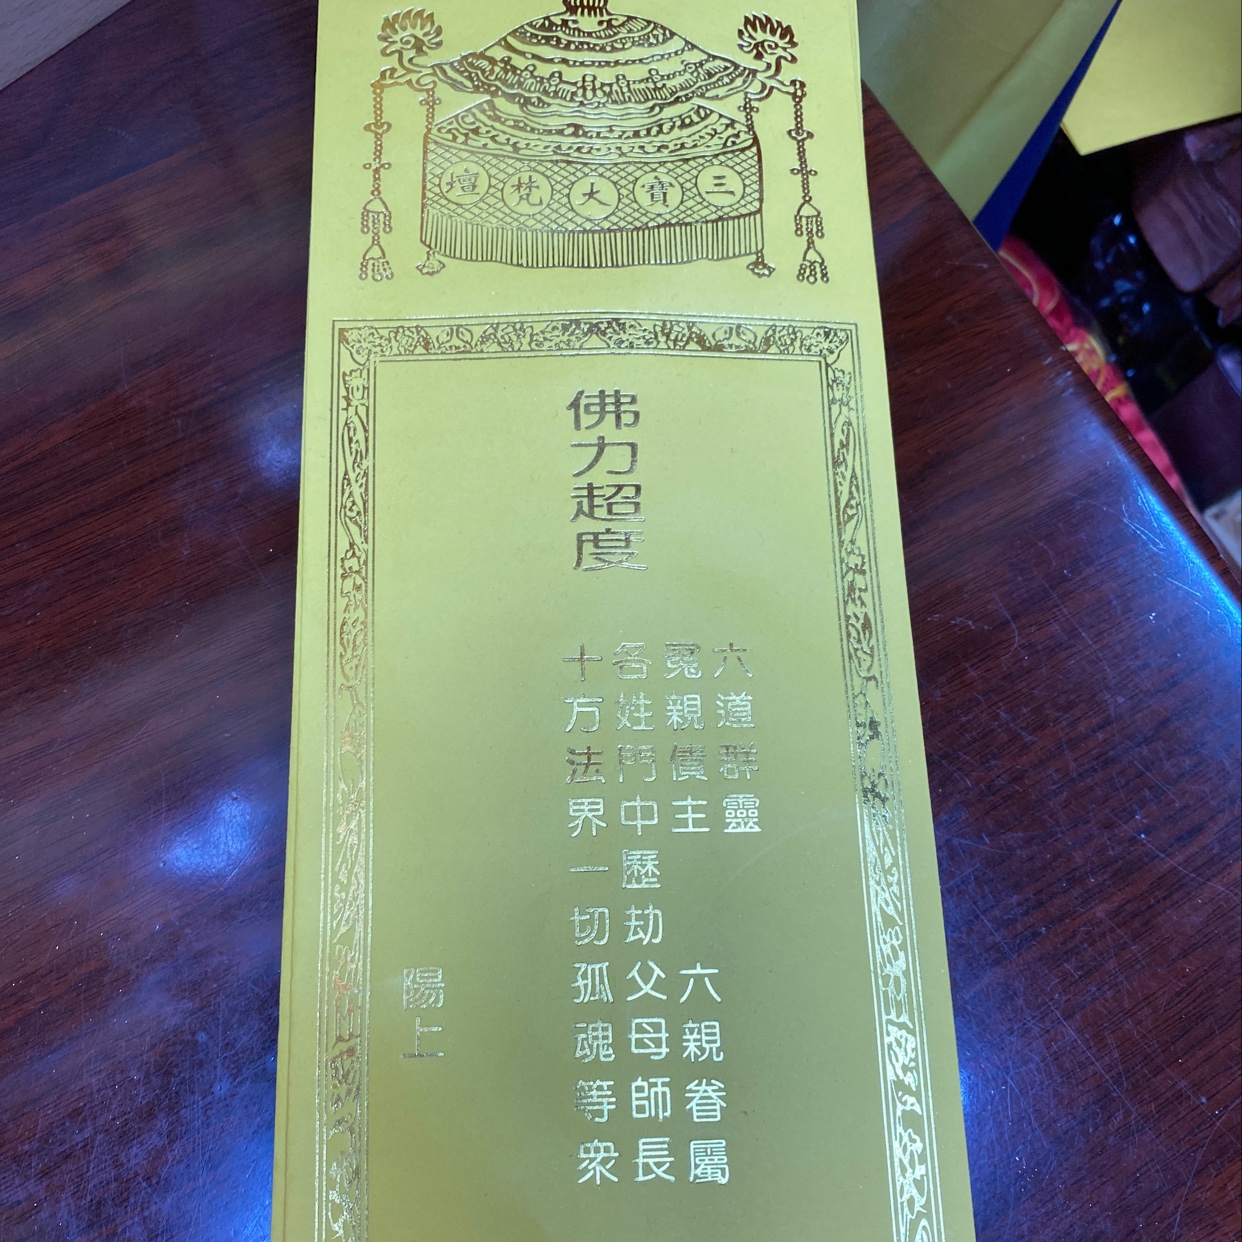 三寶大梵壇
佛力超度
六道群靈
冤親債主 六親眷屬
各姓門中歷劫父母師長
十方法界一切孤魂等衆
陽上